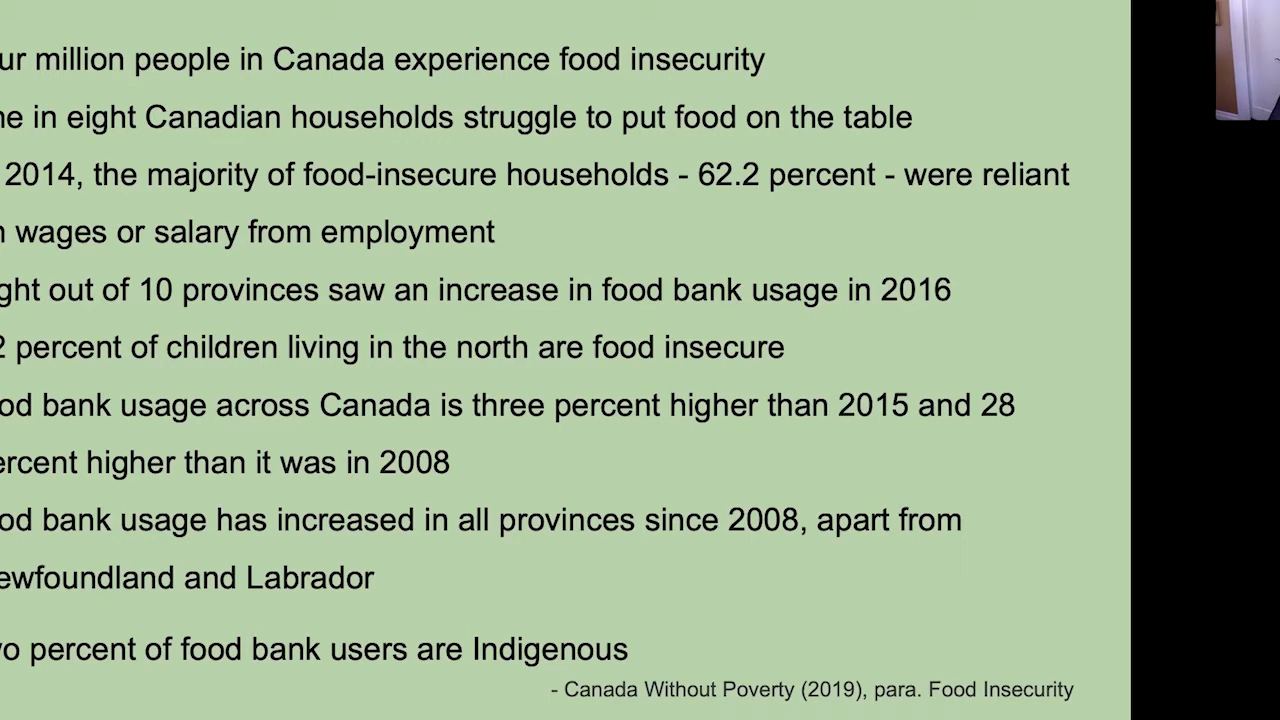 ur million people in Canada experience food insecurity
ne in eight Canadian households struggle to put food on the table
2014, the majority of food-insecure households - 62.2 percent - were reliant
n wages or salary from employment
ght out of 10 provinces saw an increase in food bank usage in 2016
2 percent of children living in the north are food insecure
od bank usage across Canada is three percent higher than 2015 and 28
ercent higher than it was in 2008
od bank usage has increased in all provinces since 2008, apart from
ewfoundland and Labrador
vo percent of food bank users are Indigenous
- Canada Without Poverty (2019), para. Food Insecurity